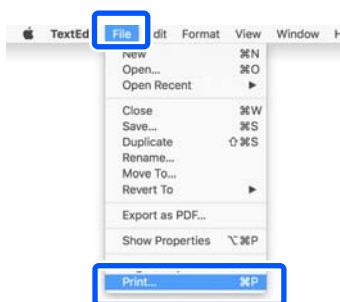 TextEd File dit Format View Window H
New ⌘N
Open... ⌘O
Open Recent ▶
Close ⌘W
Save... ⌘S
Duplicate ⇧⌘S
Rename...
Move To...
Revert To ▶
Export as PDF...
Show Properties ⌥⌘P
Print... ⌘P